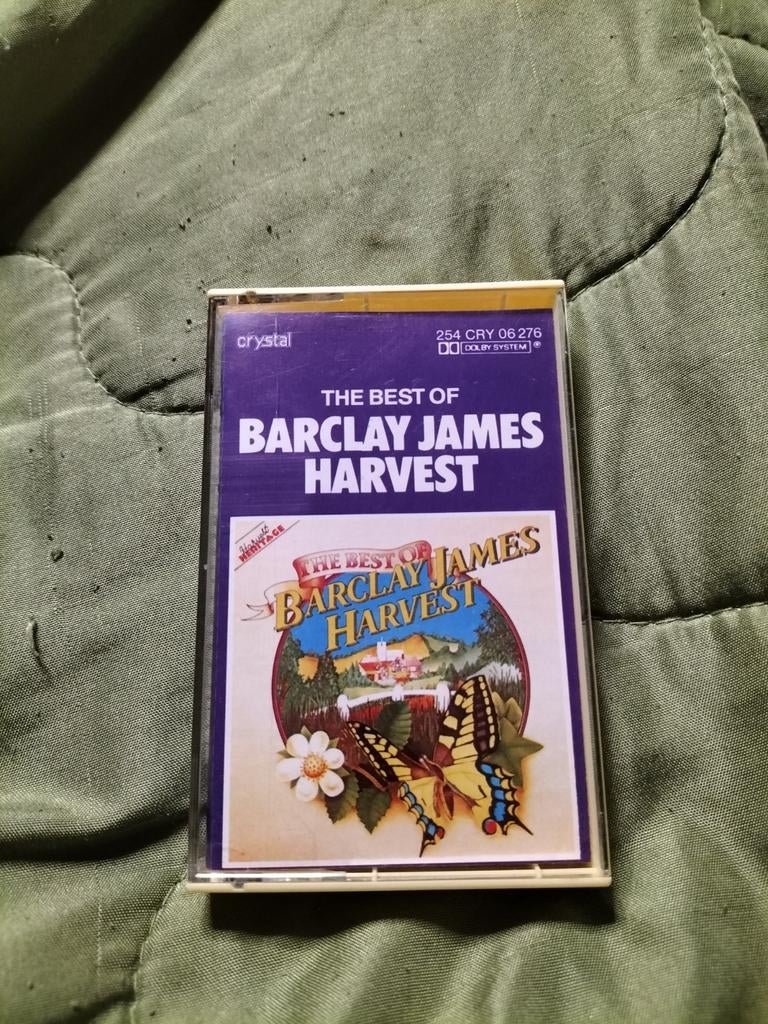 crystal
254 CRY 06 276
DOLBY SYSTEM ®
THE BEST OF
BARCLAY JAMES
HARVEST
Harvest
HERITAGE
THE BEST OF
BARCLAY JAMES
HARVEST